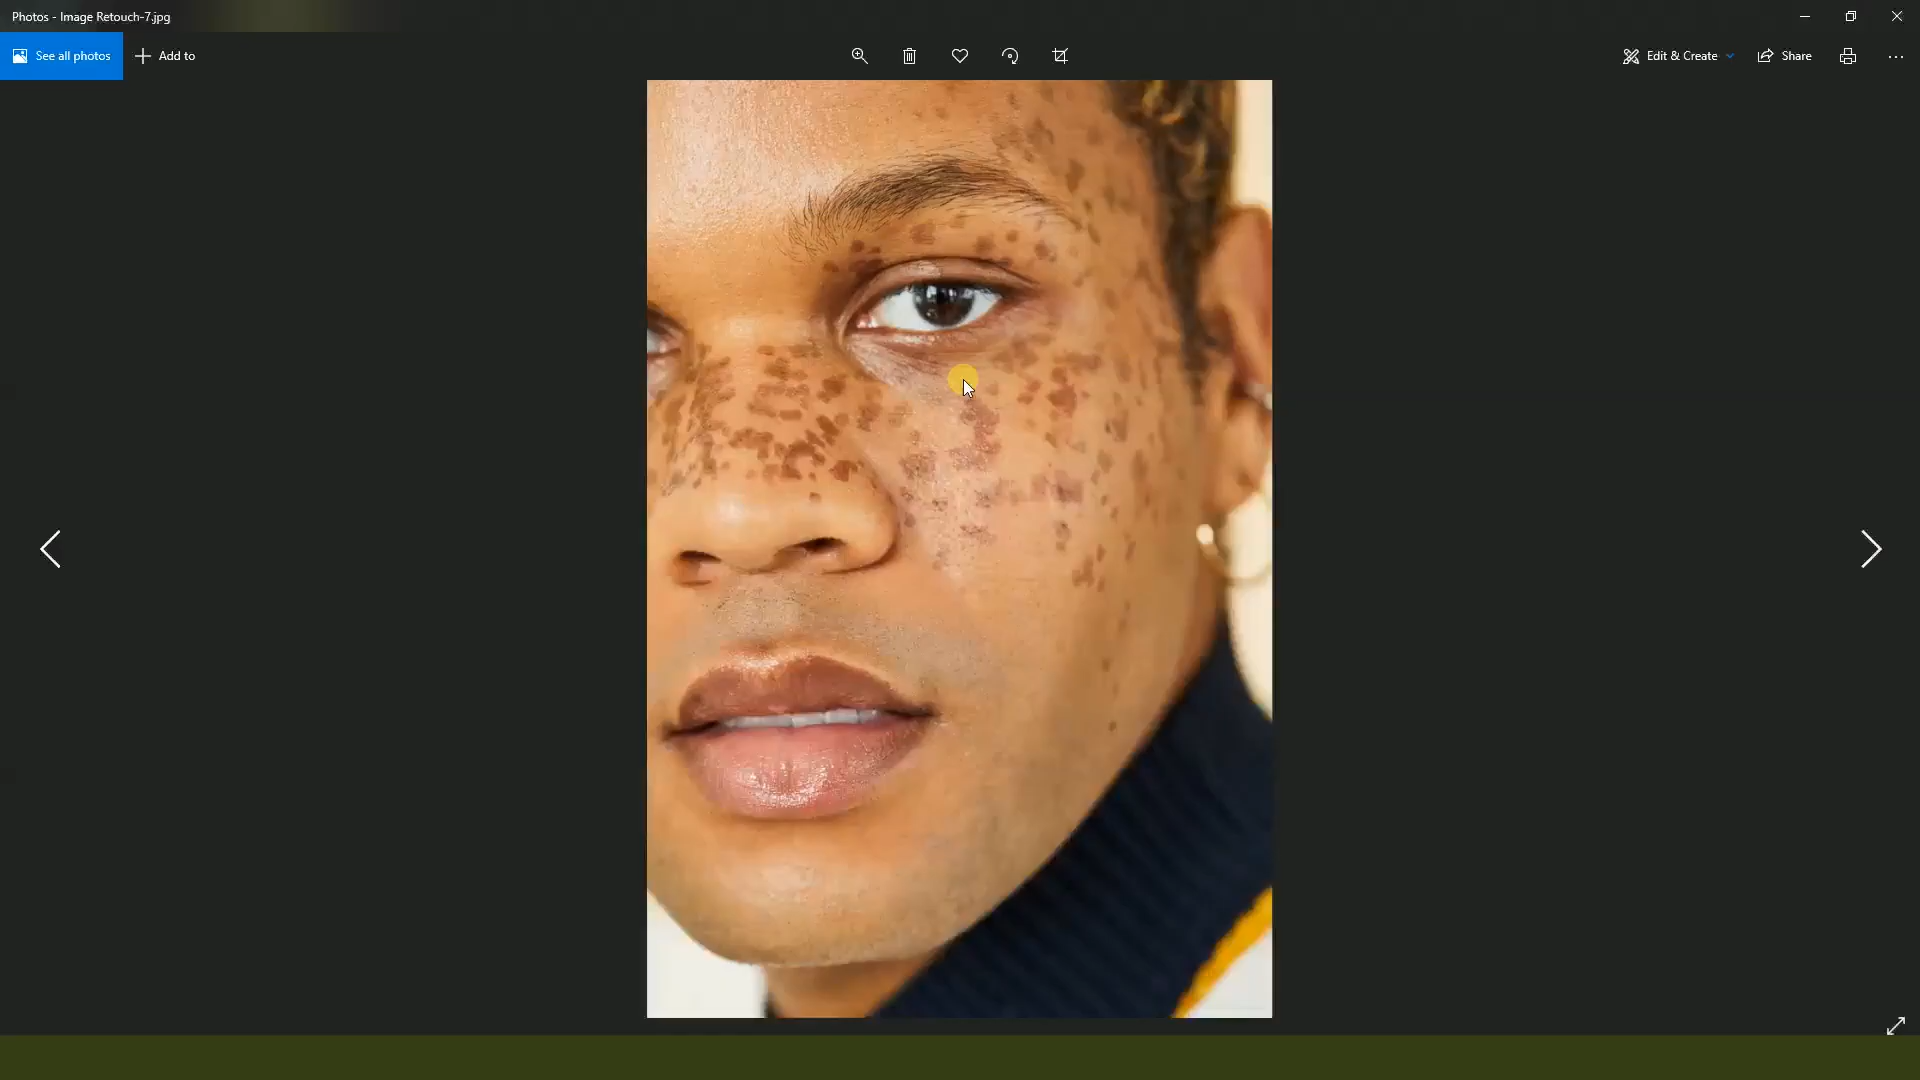 Photos - Image Retouch-7.jpg
See all photos
Add to
Edit & Create
Share